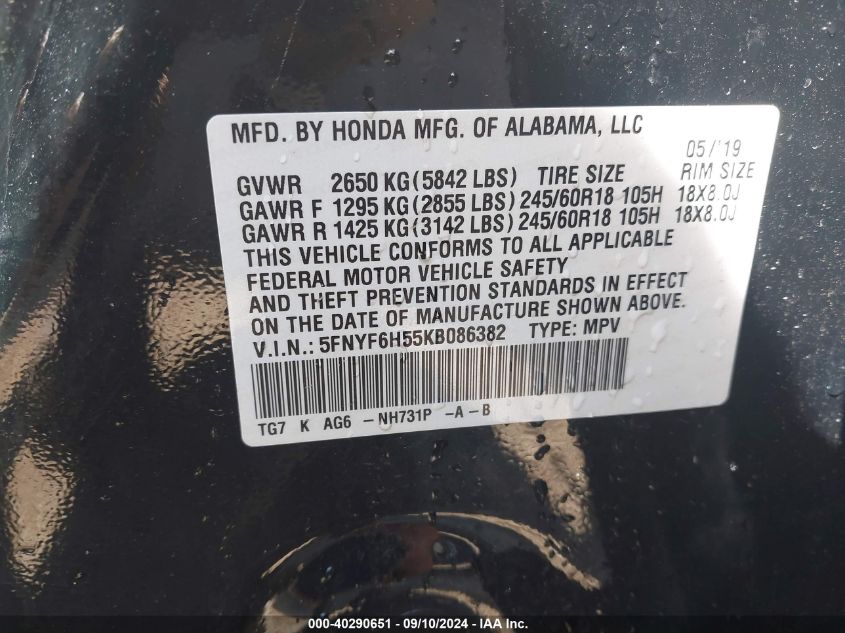 MFD. BY HONDA MFG. OF ALABAMA, LLC
05/'19
GVWR 2650 KG (5842 LBS) TIRE SIZE RIM SIZE
GAWR F 1295 KG (2855 LBS) 245/60R18 105H 18X8.0J
GAWR R 1425 KG (3142 LBS) 245/60R18 105H 18X8.0J
THIS VEHICLE CONFORMS TO ALL APPLICABLE
FEDERAL MOTOR VEHICLE SAFETY
AND THEFT PREVENTION STANDARDS IN EFFECT
ON THE DATE OF MANUFACTURE SHOWN ABOVE.
V.I.N.: 5FNYF6H55KB086382 TYPE: MPV
TG7 K AG6 - NH731P -A - B
000-40290651 - 09/10/2024 - IAA Inc.